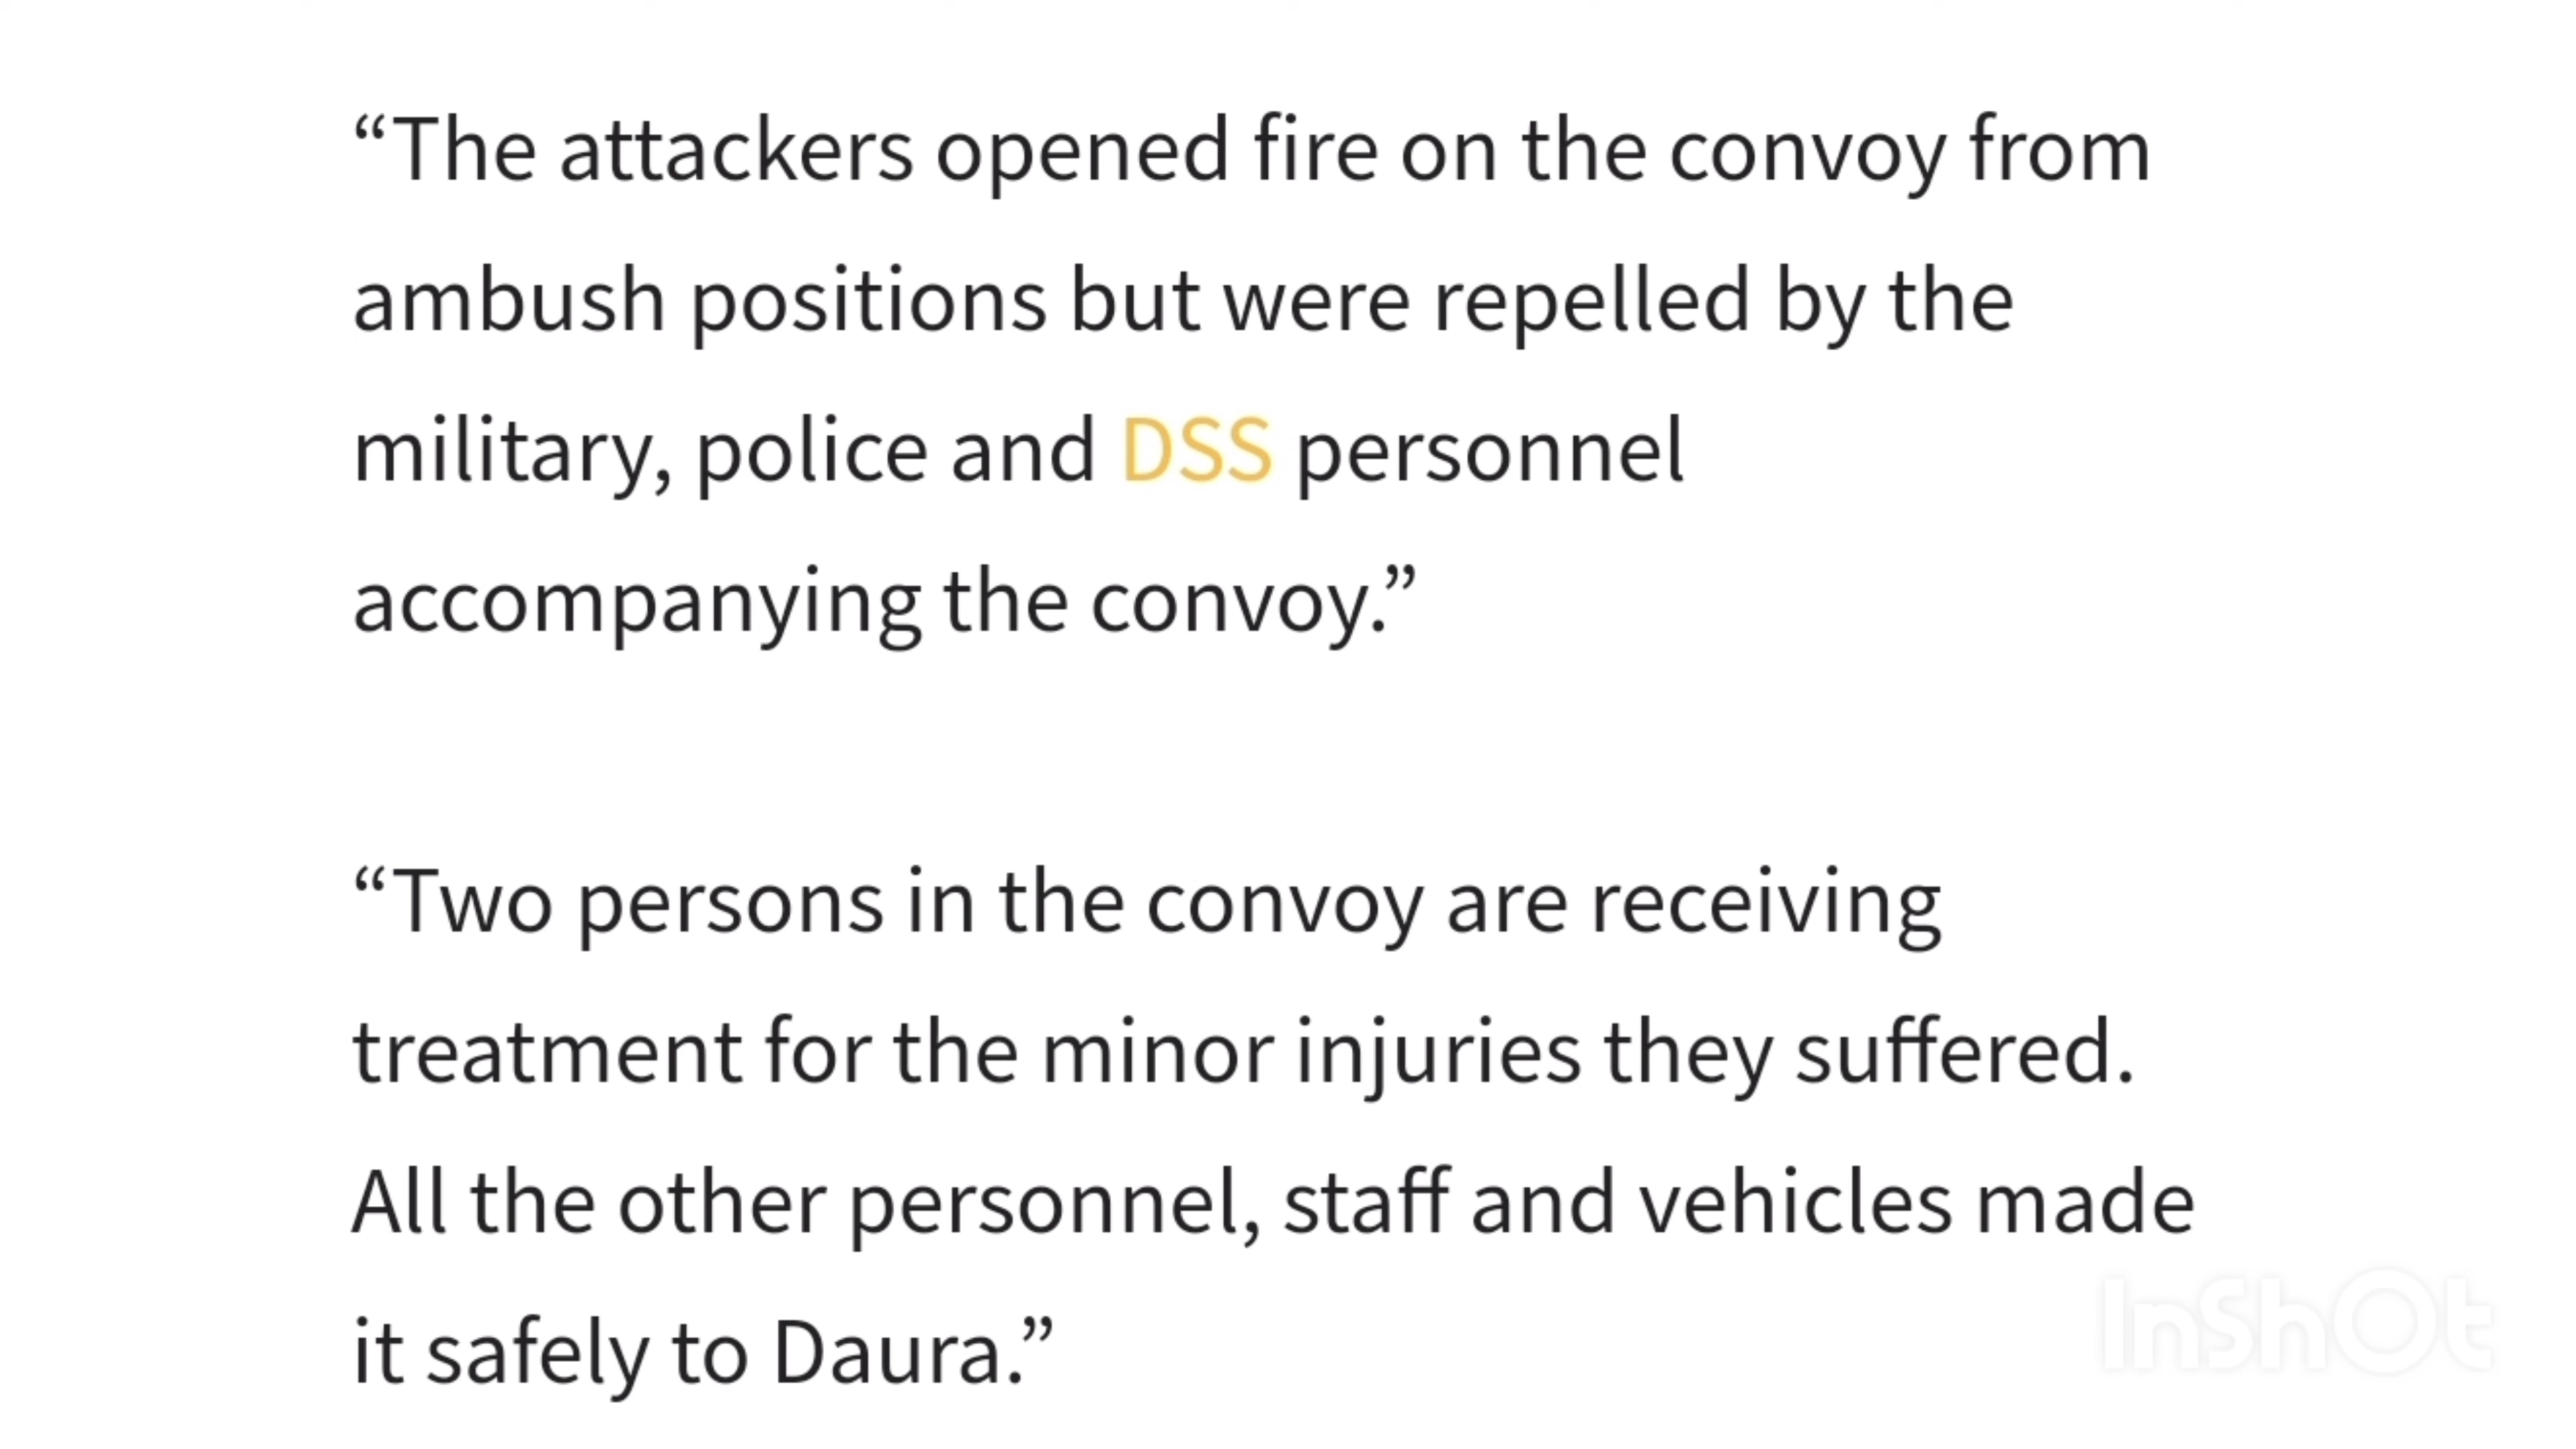 “The attackers opened fire on the convoy from
ambush positions but were repelled by the
military, police and DSS personnel
accompanying the convoy.”
“Two persons in the convoy are receiving
treatment for the minor injuries they suffered.
All the other personnel, staff and vehicles made
it safely to Daura.”
InShOt